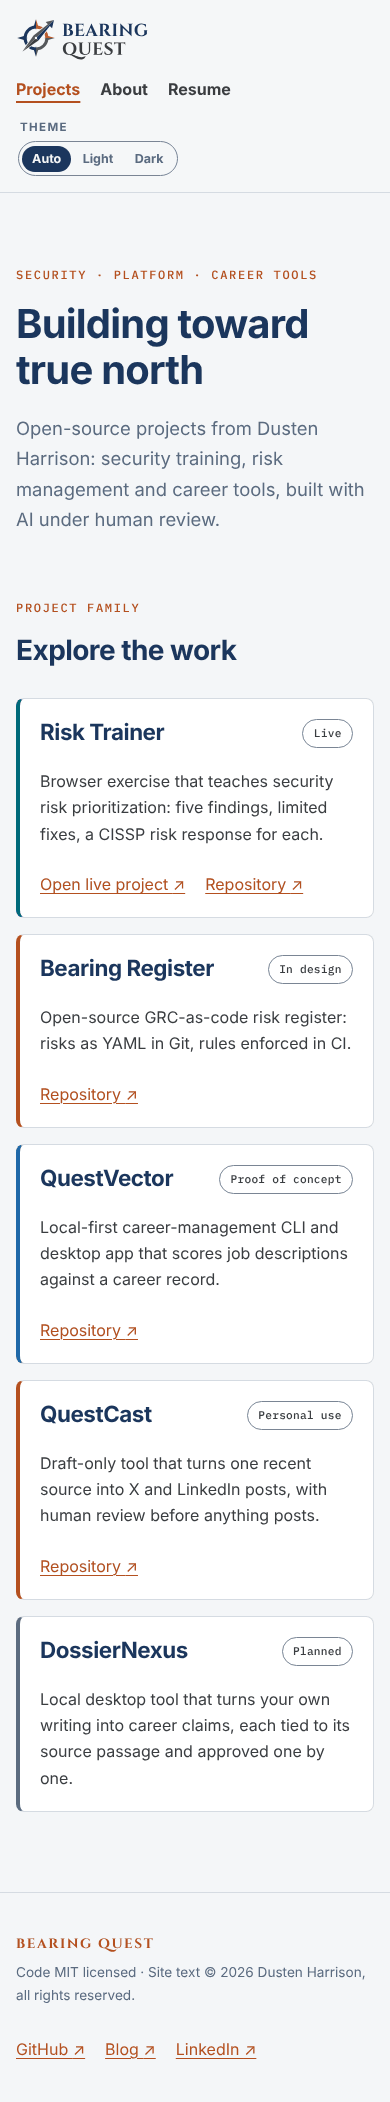 BEARING
QUEST
Projects About Resume
THEME
Auto Light Dark
SECURITY · PLATFORM · CAREER TOOLS
Building toward
true north
Open-source projects from Dusten
Harrison: security training, risk
management and career tools, built with
AI under human review.
PROJECT FAMILY
Explore the work
Risk Trainer
Live
Browser exercise that teaches security
risk prioritization: five findings, limited
fixes, a CISSP risk response for each.
Open live project ↗ Repository ↗
Bearing Register
In design
Open-source GRC-as-code risk register:
risks as YAML in Git, rules enforced in CI.
Repository ↗
QuestVector
Proof of concept
Local-first career-management CLI and
desktop app that scores job descriptions
against a career record.
Repository ↗
QuestCast
Personal use
Draft-only tool that turns one recent
source into X and LinkedIn posts, with
human review before anything posts.
Repository ↗
DossierNexus
Planned
Local desktop tool that turns your own
writing into career claims, each tied to its
source passage and approved one by
one.
BEARING QUEST
Code MIT licensed · Site text © 2026 Dusten Harrison,
all rights reserved.
GitHub ↗ Blog ↗ LinkedIn ↗